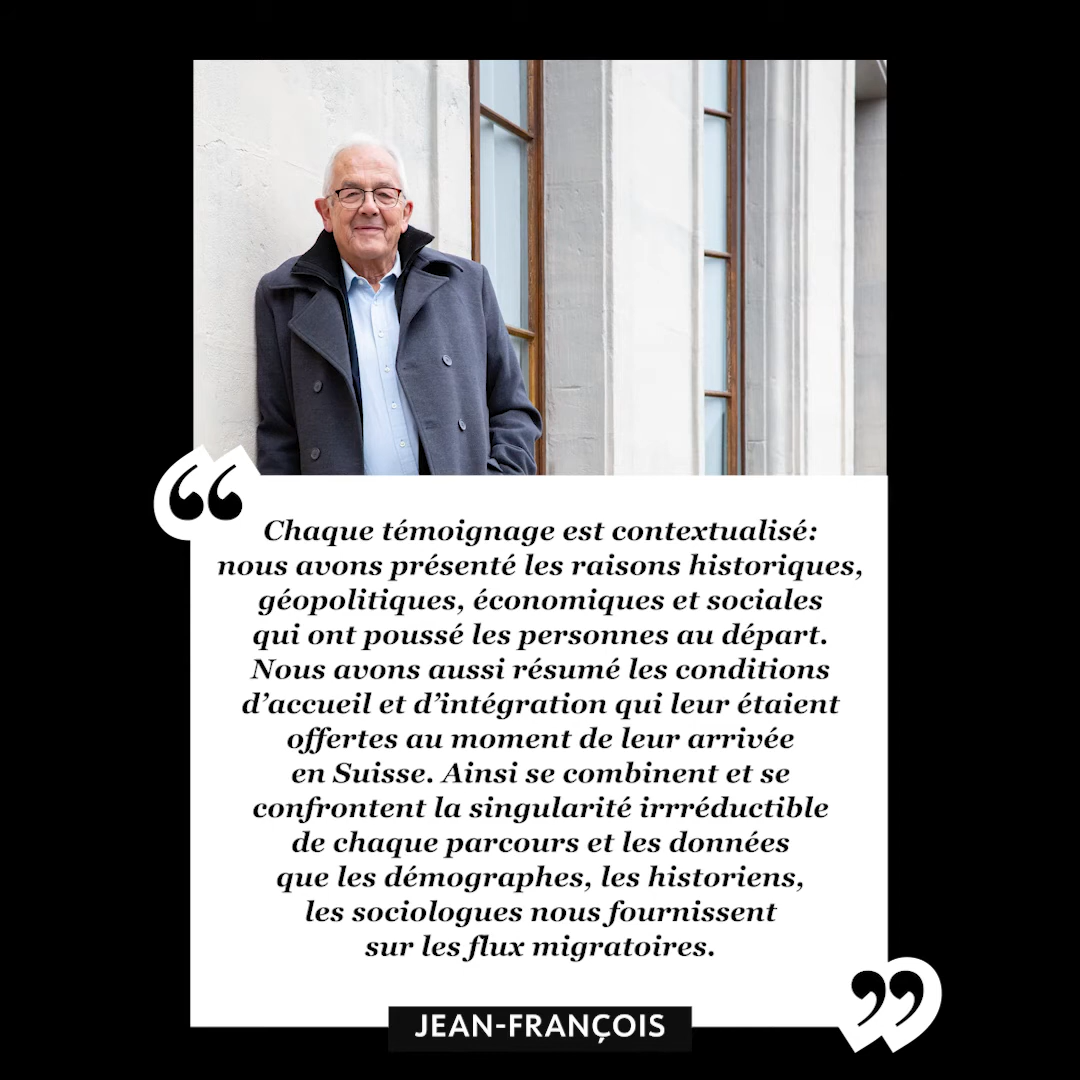 Chaque témoignage est contextualisé:
nous avons présenté les raisons historiques,
géopolitiques, économiques et sociales
qui ont poussé les personnes au départ.
Nous avons aussi résumé les conditions
d’accueil et d’intégration qui leur étaient
offertes au moment de leur arrivée
en Suisse. Ainsi se combinent et se
confrontent la singularité irrréductible
de chaque parcours et les données
que les démographes, les historiens,
les sociologues nous fournissent
sur les flux migratoires.
JEAN-FRANÇOIS